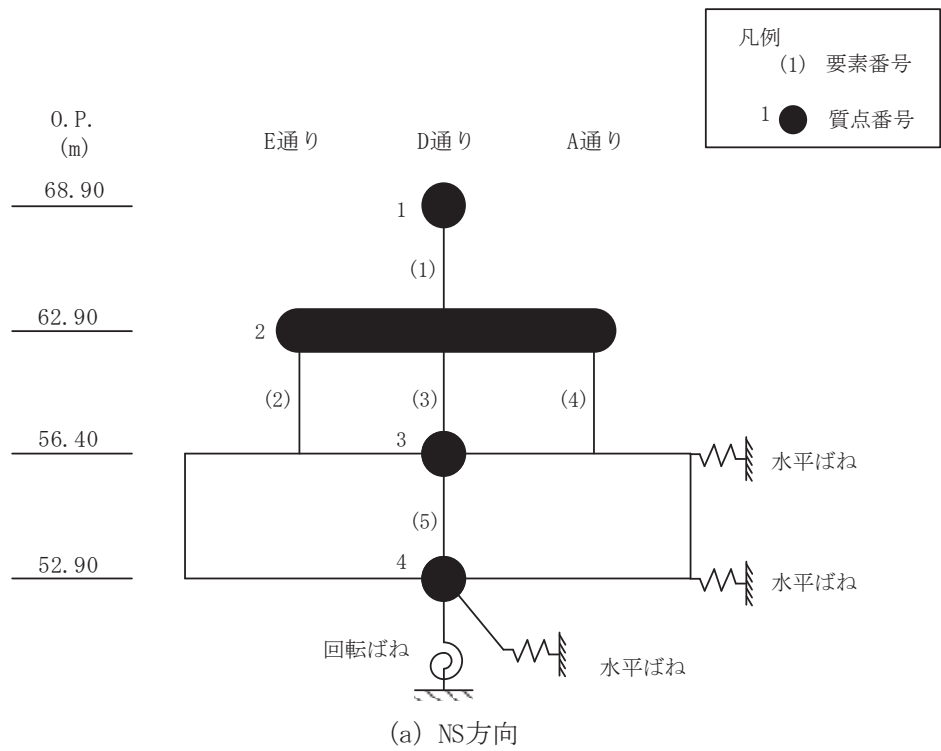 凡例
(1) 要素番号
1 質点番号
O.P.
(m)
E通り D通り A通り
68.90
1
(1)
62.90
2
(2) (3) (4)
56.40
3
水平ばね
(5)
52.90
4
水平ばね
回転ばね
水平ばね
(a) NS方向